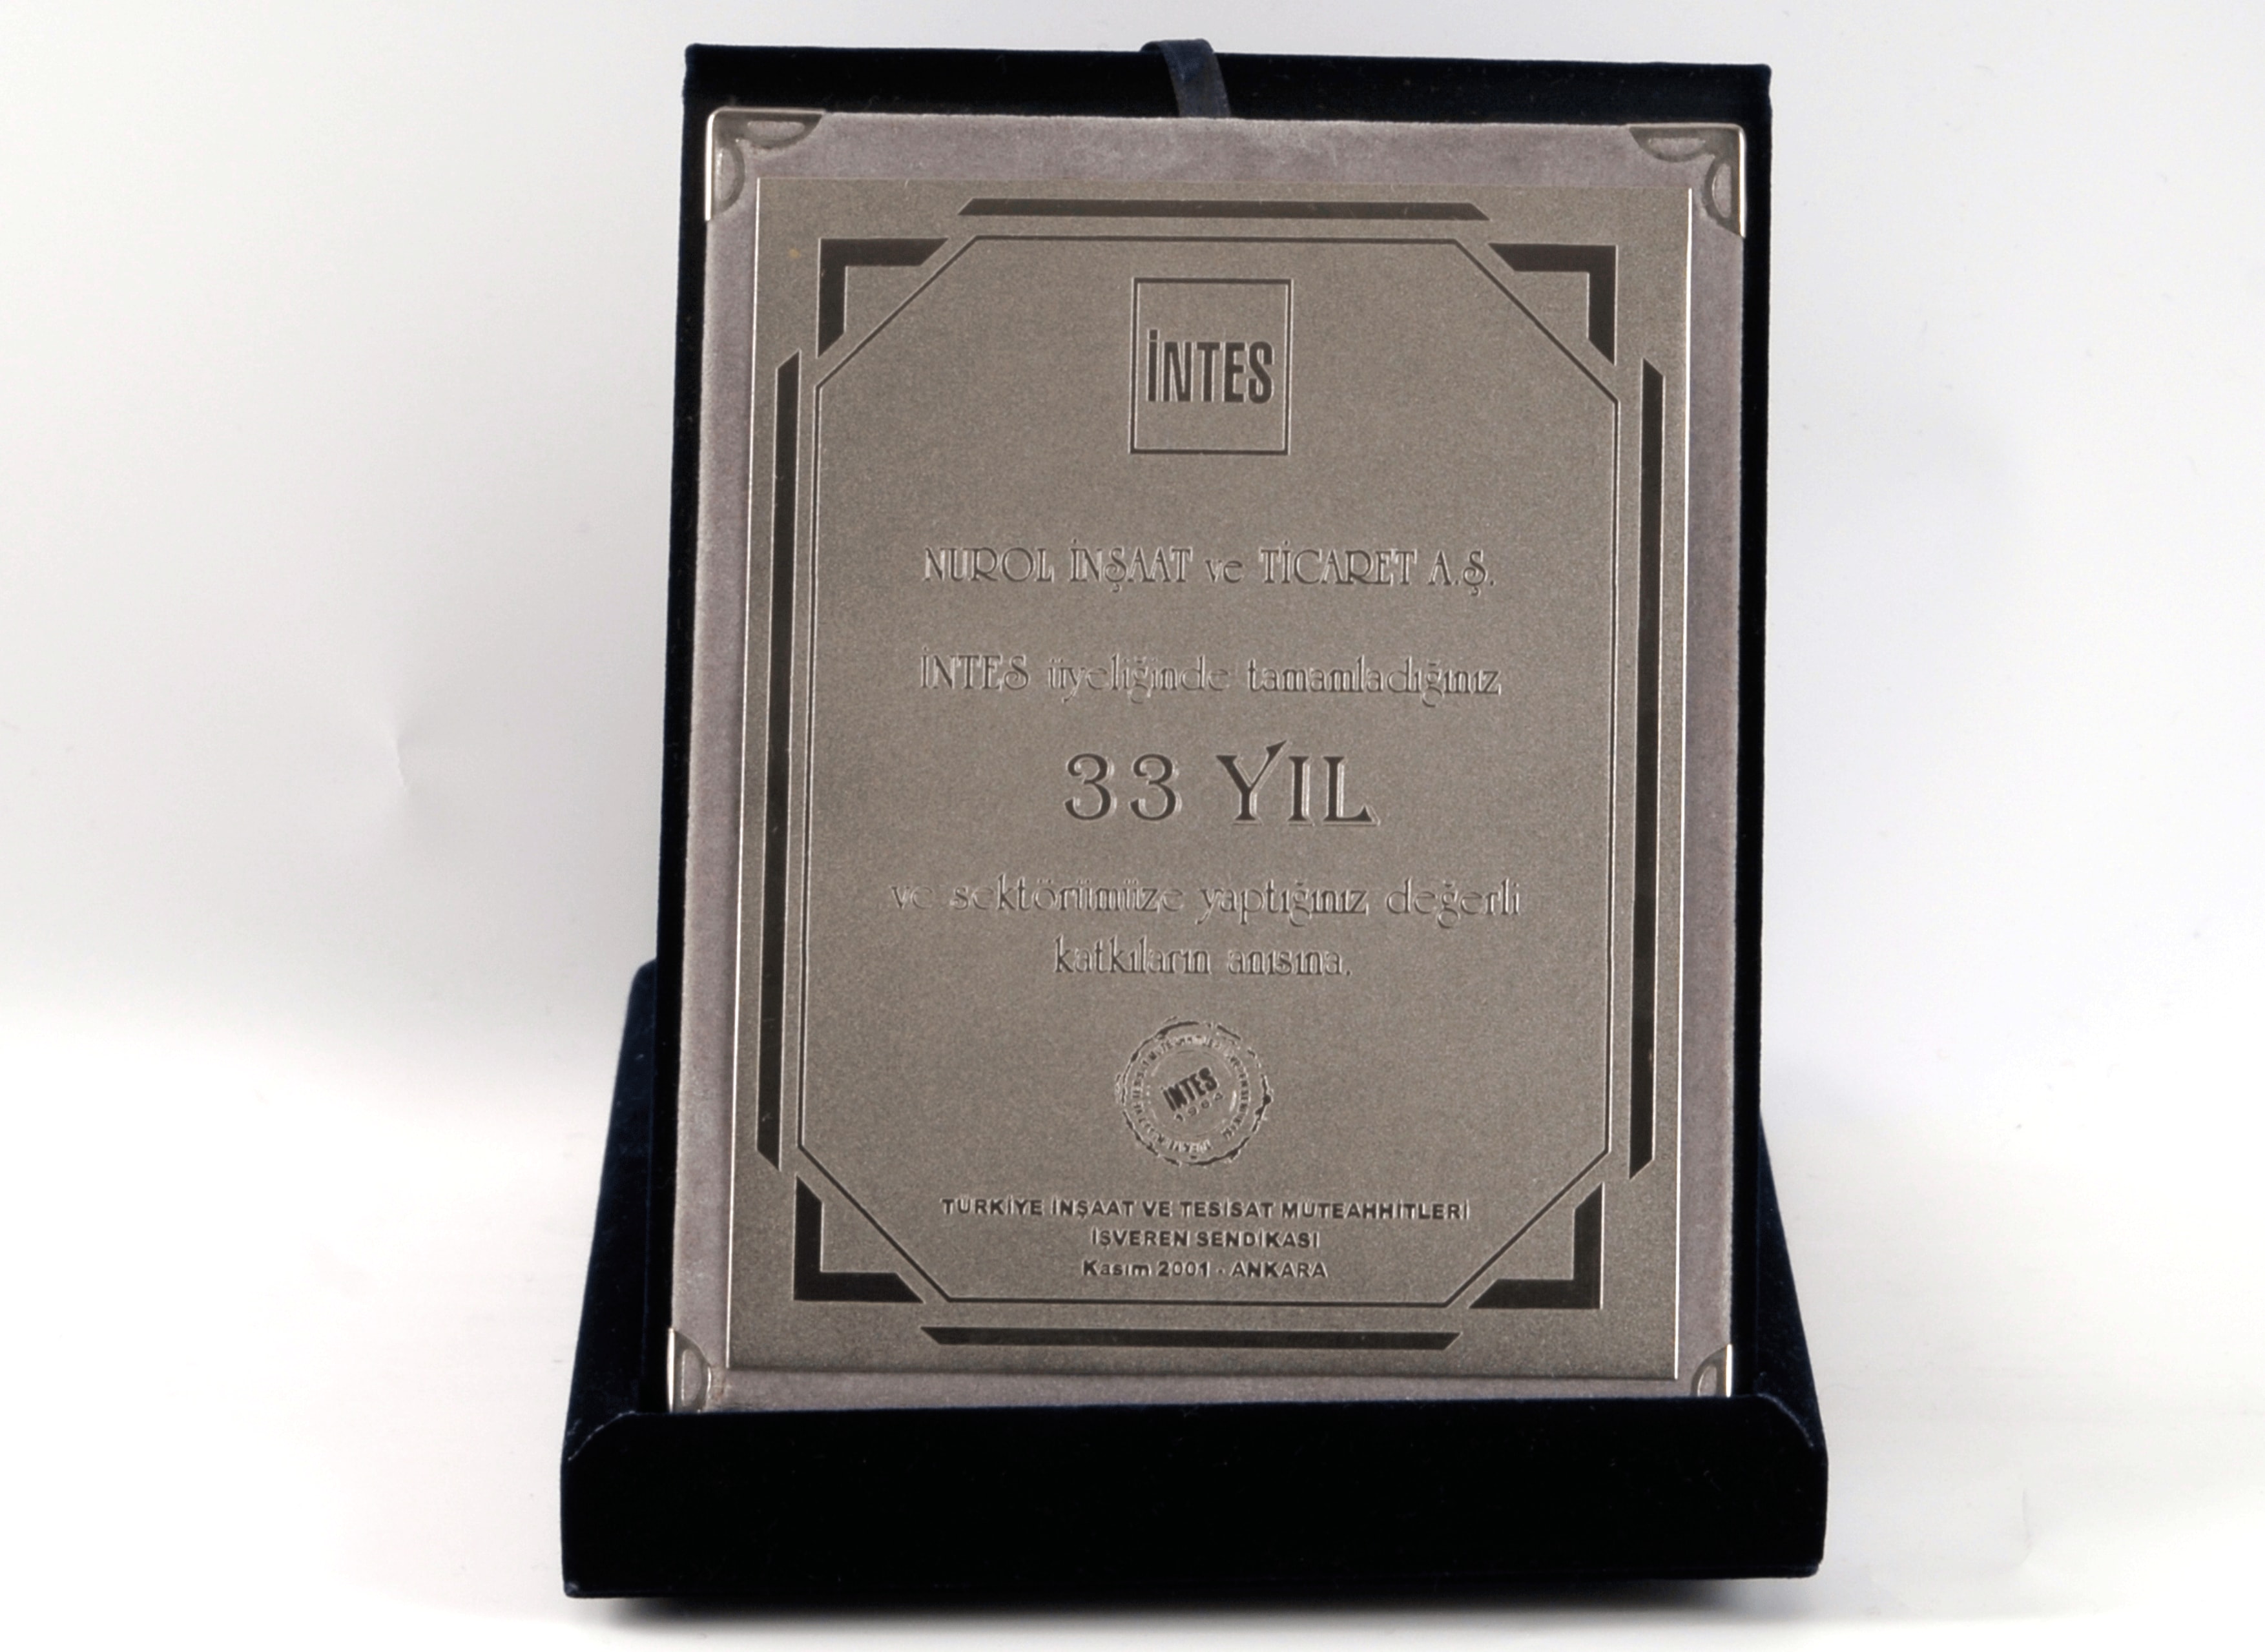 İNTES
NUROL İNŞAAT ve TİCARET A.Ş.
İNTES üyeliğinde tamamladığınız
33 YIL
ve sektörümüze yaptığınız değerli
katkıların anısına.
İNTES
1964
TÜRKİYE İNŞAAT VE TESİSAT MÜTEAHHİTLERİ
İŞVEREN SENDİKASI
Kasım 2001 - ANKARA